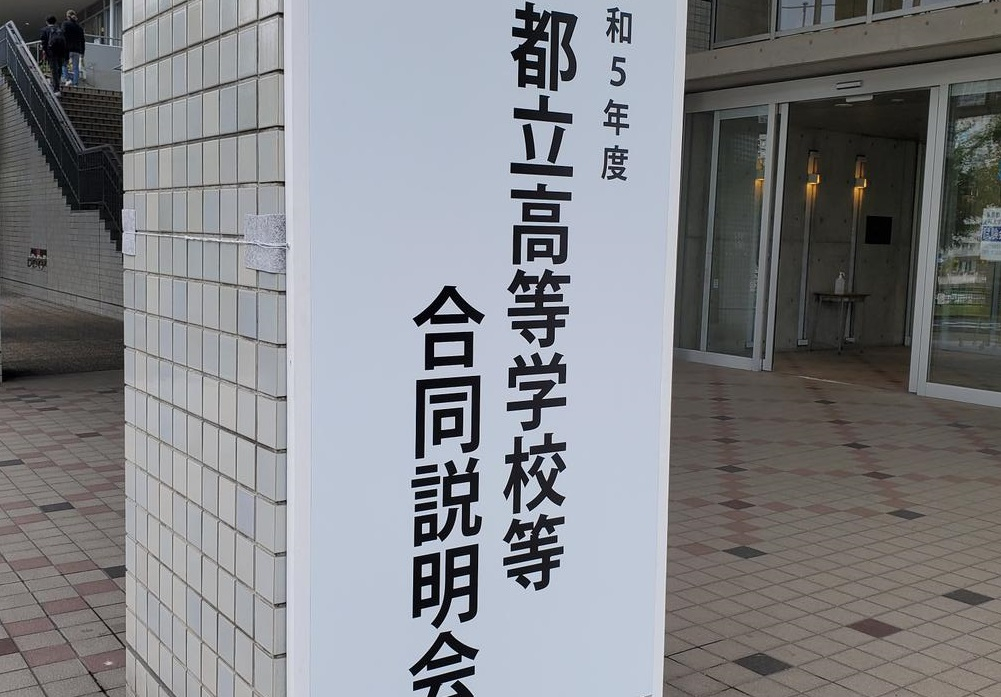 和5年度
都立高等学校等
合同説明会